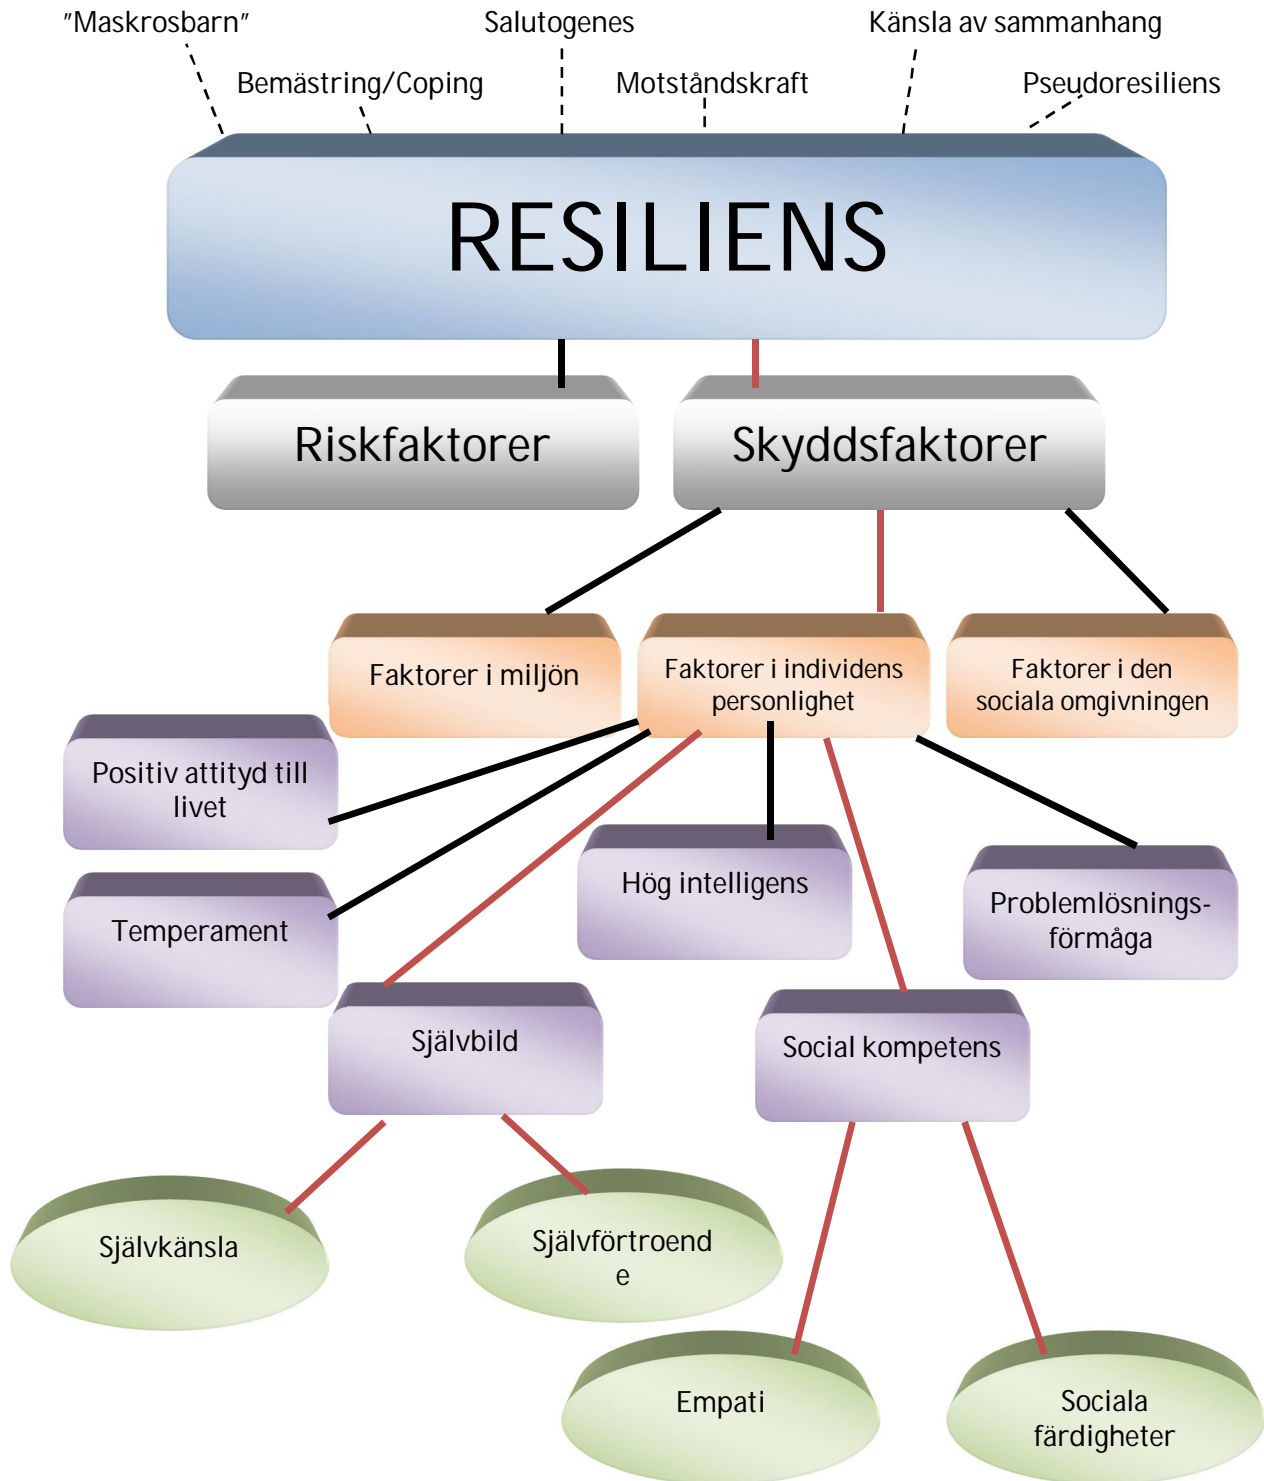 "Maskrosbarn"
Salutogenes
Känsla av sammanhang
Bemästring/Coping
Motståndskraft
Pseudoresiliens
RESILIENS
Riskfaktorer
Skyddsfaktorer
Faktorer i miljön
Faktorer i individens
personlighet
Faktorer i den
sociala omgivningen
Positiv attityd till
livet
Hög intelligens
Problemlösnings-
förmåga
Temperament
Självbild
Social kompetens
Självkänsla
Självförtroend
e
Empati
Sociala
färdigheter